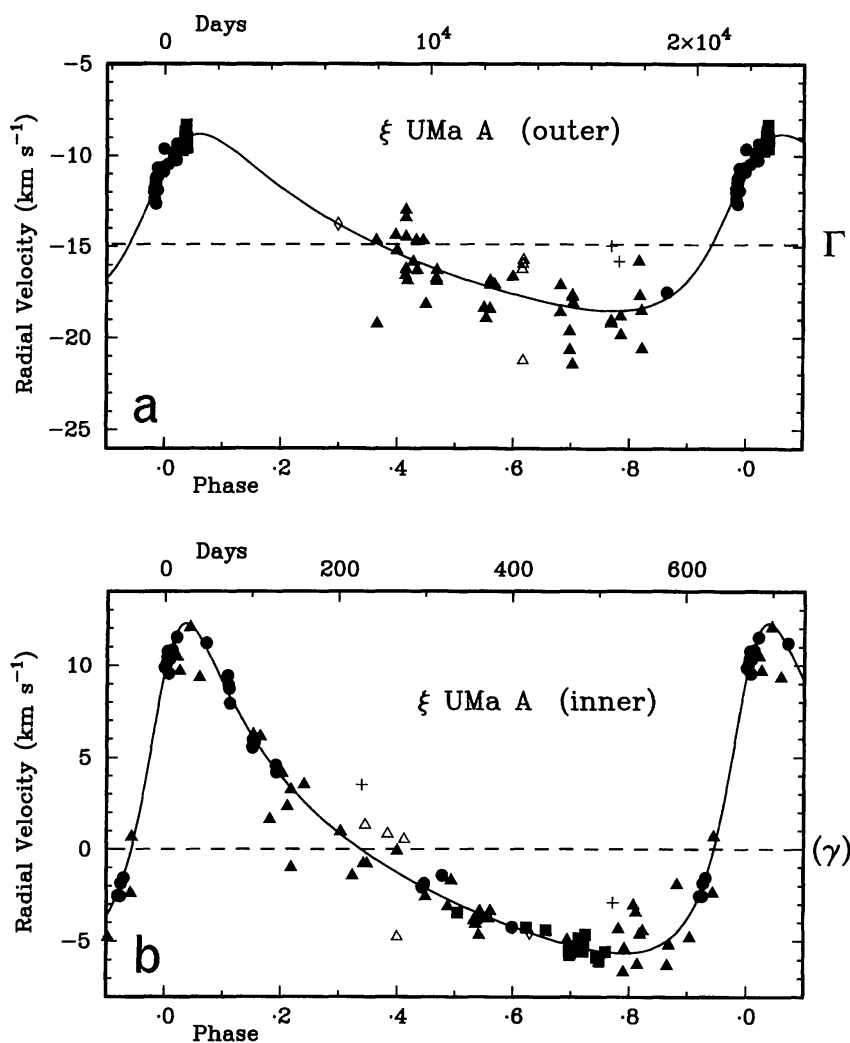 Days
0 10⁴ 2×10⁴
−5
−10
−15
−20
−25
Radial Velocity (km s⁻¹)
ξ UMa A (outer)
Γ
a
·0 ·2 ·4 ·6 ·8 ·0
Phase
Days
0 200 400 600
10
5
0
−5
Radial Velocity (km s⁻¹)
ξ UMa A (inner)
(γ)
b
·0 ·2 ·4 ·6 ·8 ·0
Phase